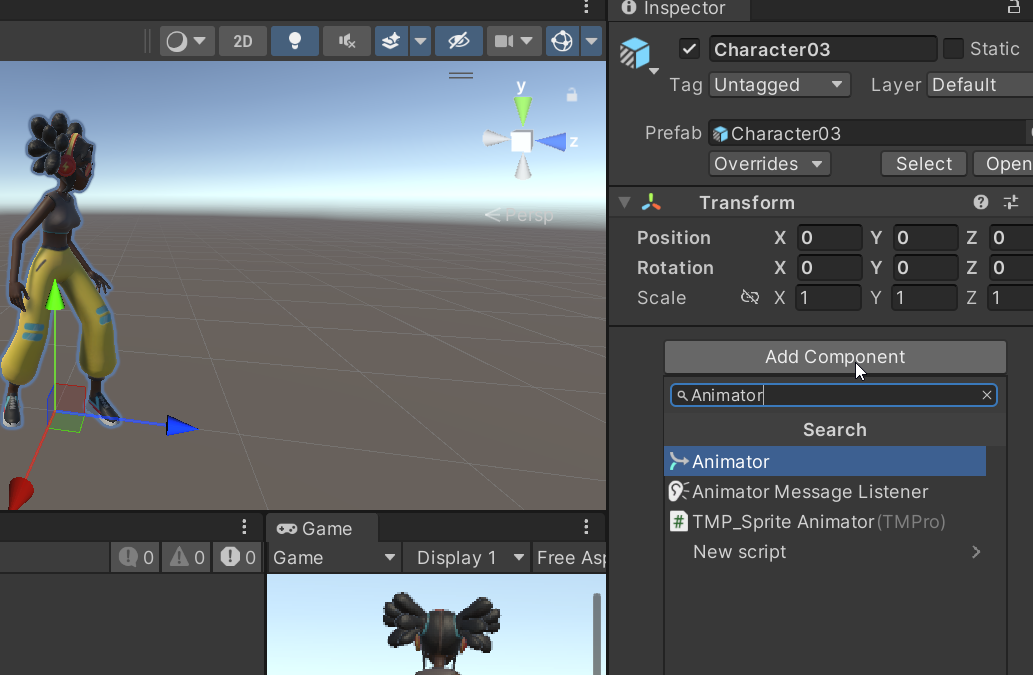 Inspector
2D
Character03
Static
Tag Untagged
Layer Default
Prefab Character03
Overrides
Select
Open
Transform
Position X 0 Y 0 Z 0
Rotation X 0 Y 0 Z 0
Scale X 1 Y 1 Z 1
y
z
Persp
Add Component
Animator
Search
Animator
Animator Message Listener
TMP_Sprite Animator (TMPro)
New script
Game
0 0 0
Game
Display 1
Free Asp